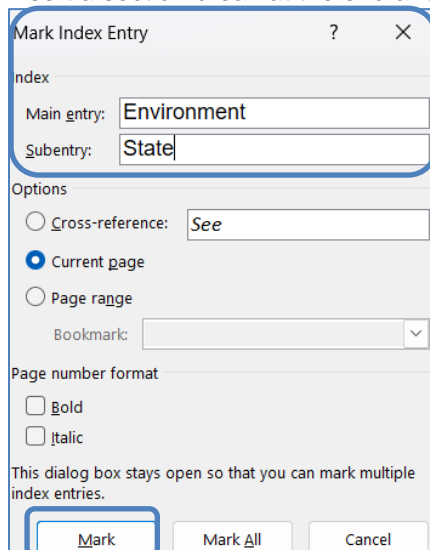 Mark Index Entry ? ×
Index
Main entry: Environment
Subentry: State
Options
Cross-reference: See
Current page
Page range
Bookmark:
Page number format
Bold
Italic
This dialog box stays open so that you can mark multiple
index entries.
Mark Mark All Cancel